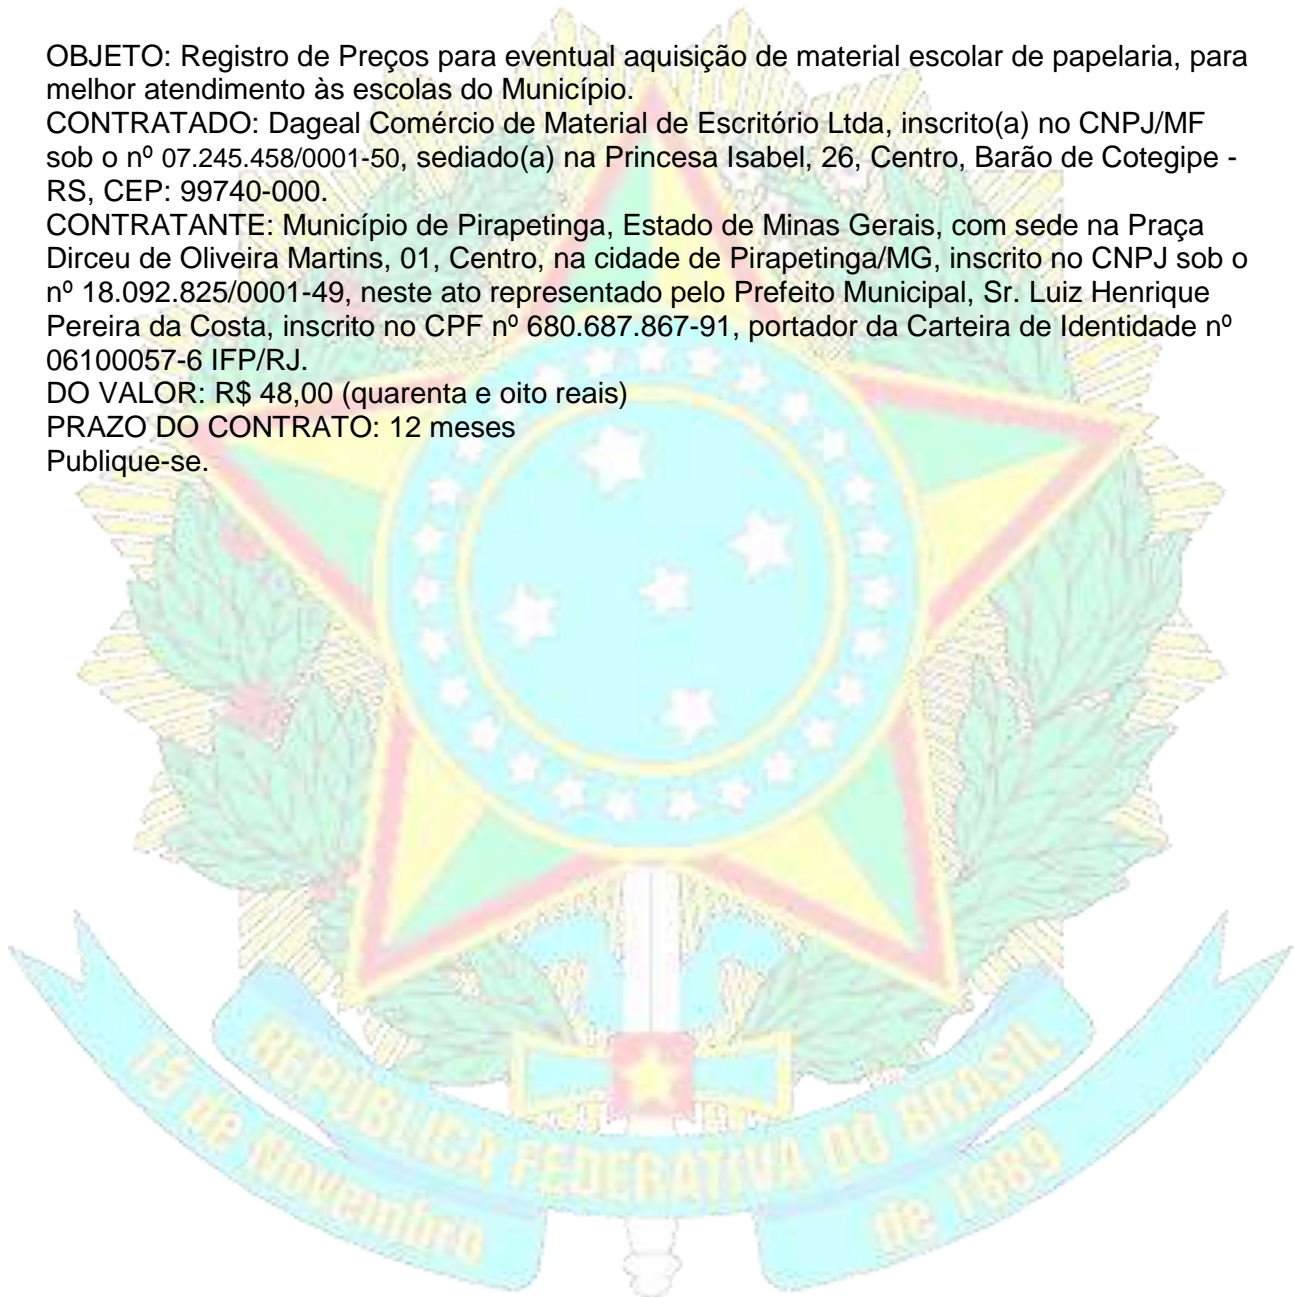 OBJETO: Registro de Preços para eventual aquisição de material escolar de papelaria, para
melhor atendimento às escolas do Município.
CONTRATADO: Dageal Comércio de Material de Escritório Ltda, inscrito(a) no CNPJ/MF
sob o nº 07.245.458/0001-50, sediado(a) na Princesa Isabel, 26, Centro, Barão de Cotegipe -
RS, CEP: 99740-000.
CONTRATANTE: Município de Pirapetinga, Estado de Minas Gerais, com sede na Praça
Dirceu de Oliveira Martins, 01, Centro, na cidade de Pirapetinga/MG, inscrito no CNPJ sob o
nº 18.092.825/0001-49, neste ato representado pelo Prefeito Municipal, Sr. Luiz Henrique
Pereira da Costa, inscrito no CPF nº 680.687.867-91, portador da Carteira de Identidade nº
06100057-6 IFP/RJ.
DO VALOR: R$ 48,00 (quarenta e oito reais)
PRAZO DO CONTRATO: 12 meses
Publique-se.
REPÚBLICA FEDERATIVA DO BRASIL
15 de Novembro de 1889